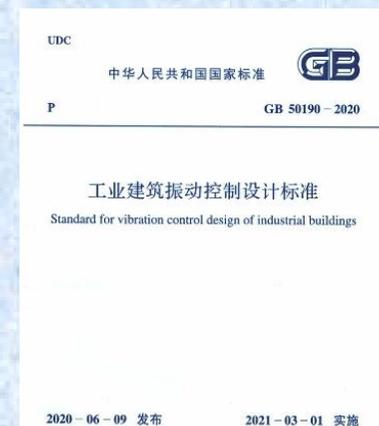 UDC
GB
中华人民共和国国家标准
P GB 50190－2020
工业建筑振动控制设计标准
Standard for vibration control design of industrial buildings
2020－06－09 发布 2021－03－01 实施